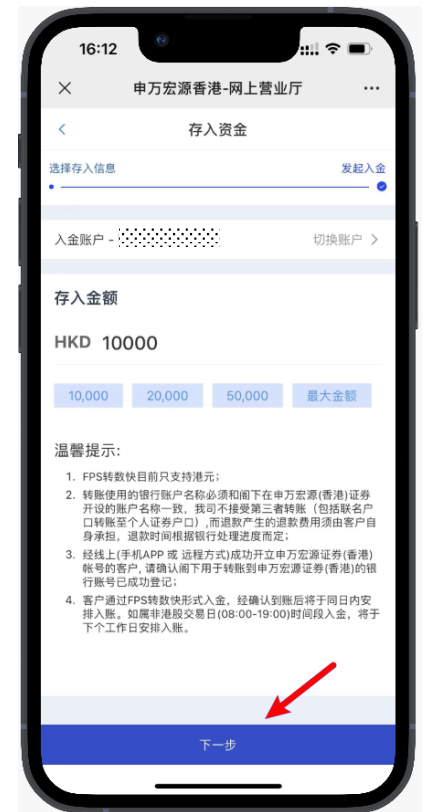 16:12
申万宏源香港-网上营业厅
存入资金
选择存入信息 发起入金
入金账户 - 切换账户
存入金额
HKD 10000
10,000 20,000 50,000 最大金额
温馨提示:
1. FPS转数快目前只支持港元;
2. 转账使用的银行账户名称必须和阁下在申万宏源(香港)证券
开设的账户名称一致，我司不接受第三者转账（包括联名户
口转账至个人证券户口）,而退款产生的退款费用须由客户自
身承担，退款时间根据银行处理进度而定;
3. 经线上(手机APP 或 远程方式)成功开立申万宏源证券(香港)
帐号的客户, 请确认阁下用于转账到申万宏源证券(香港)的银
行账号已成功登记;
4. 客户通过FPS转数快形式入金，经确认到账后将于同日内安
排入账。如属非港股交易日(08:00-19:00)时间段入金，将于
下个工作日安排入账。
下一步